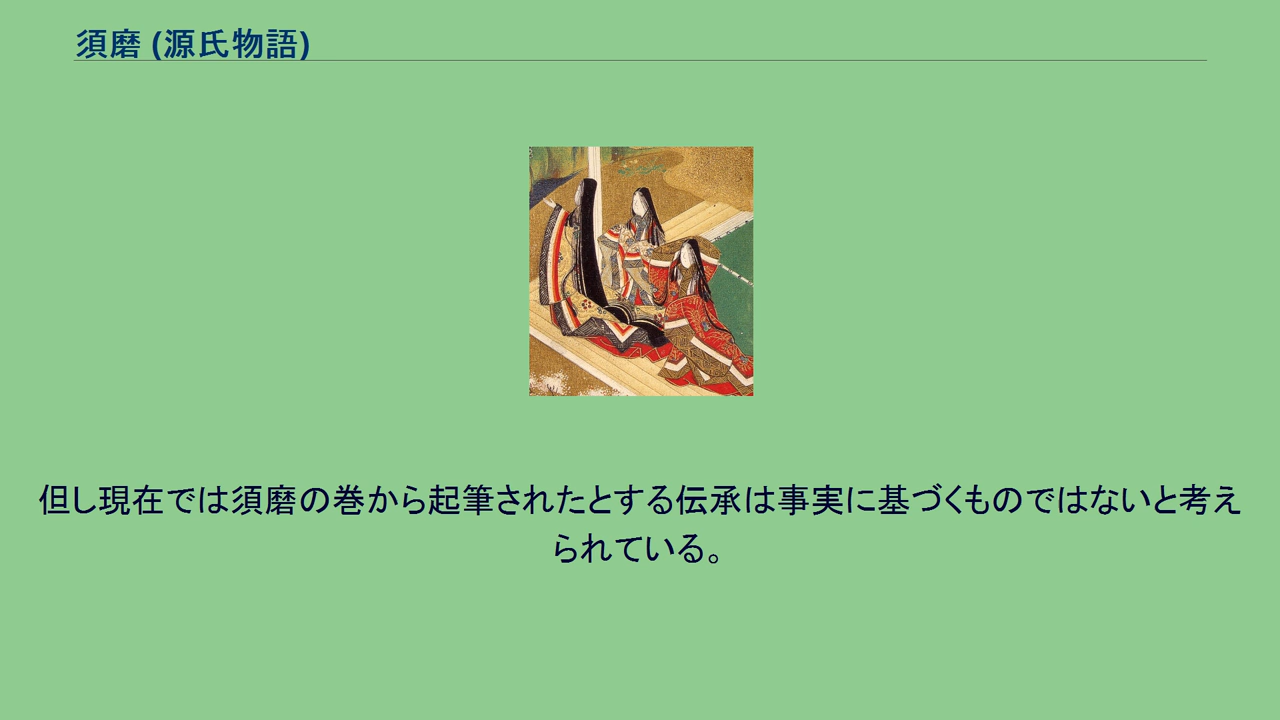 須磨 (源氏物語)
但し現在では須磨の巻から起筆されたとする伝承は事実に基づくものではないと考え
られている。